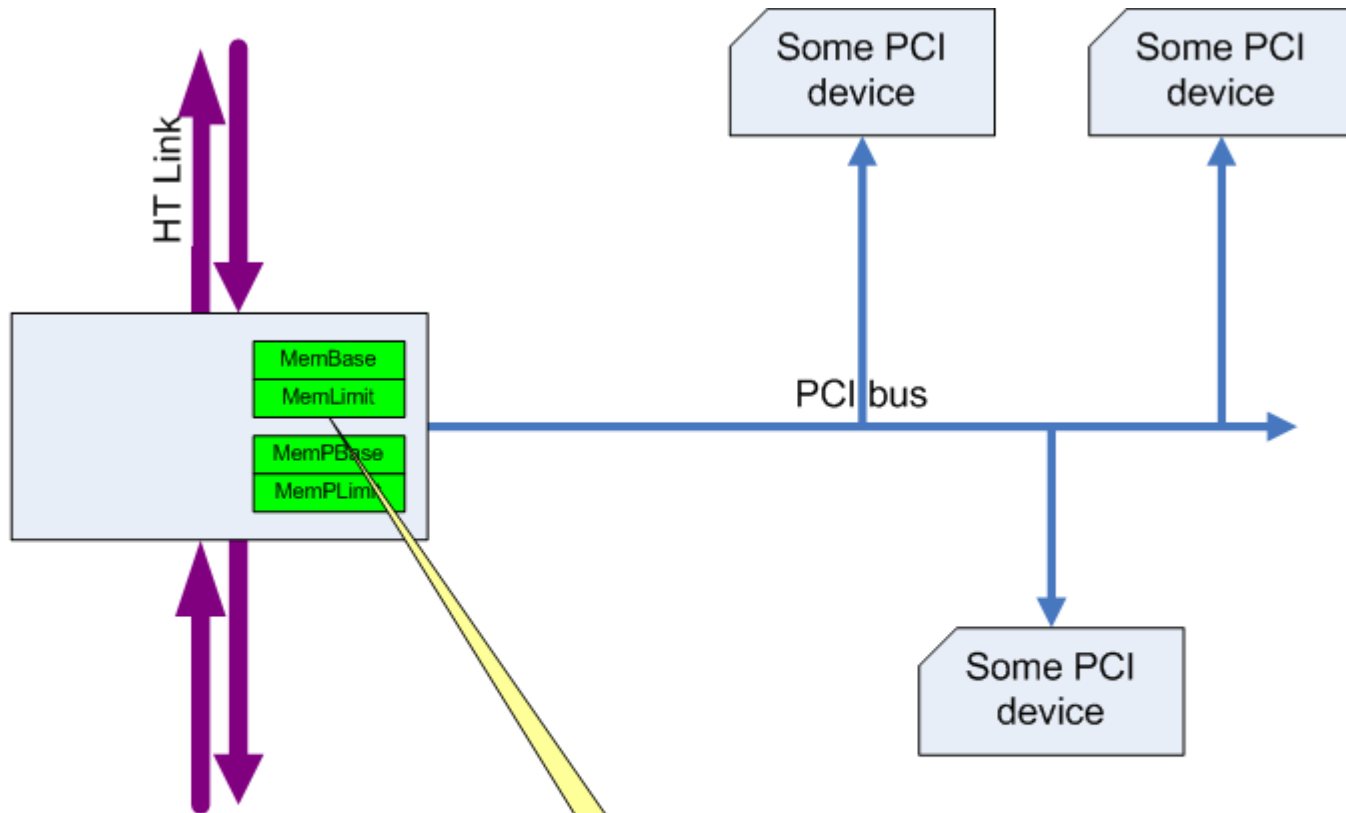 Some PCI
device
Some PCI
device
HT Link
MemBase
MemLimit
PCI bus
MemPBase
MemPLimit
Some PCI
device